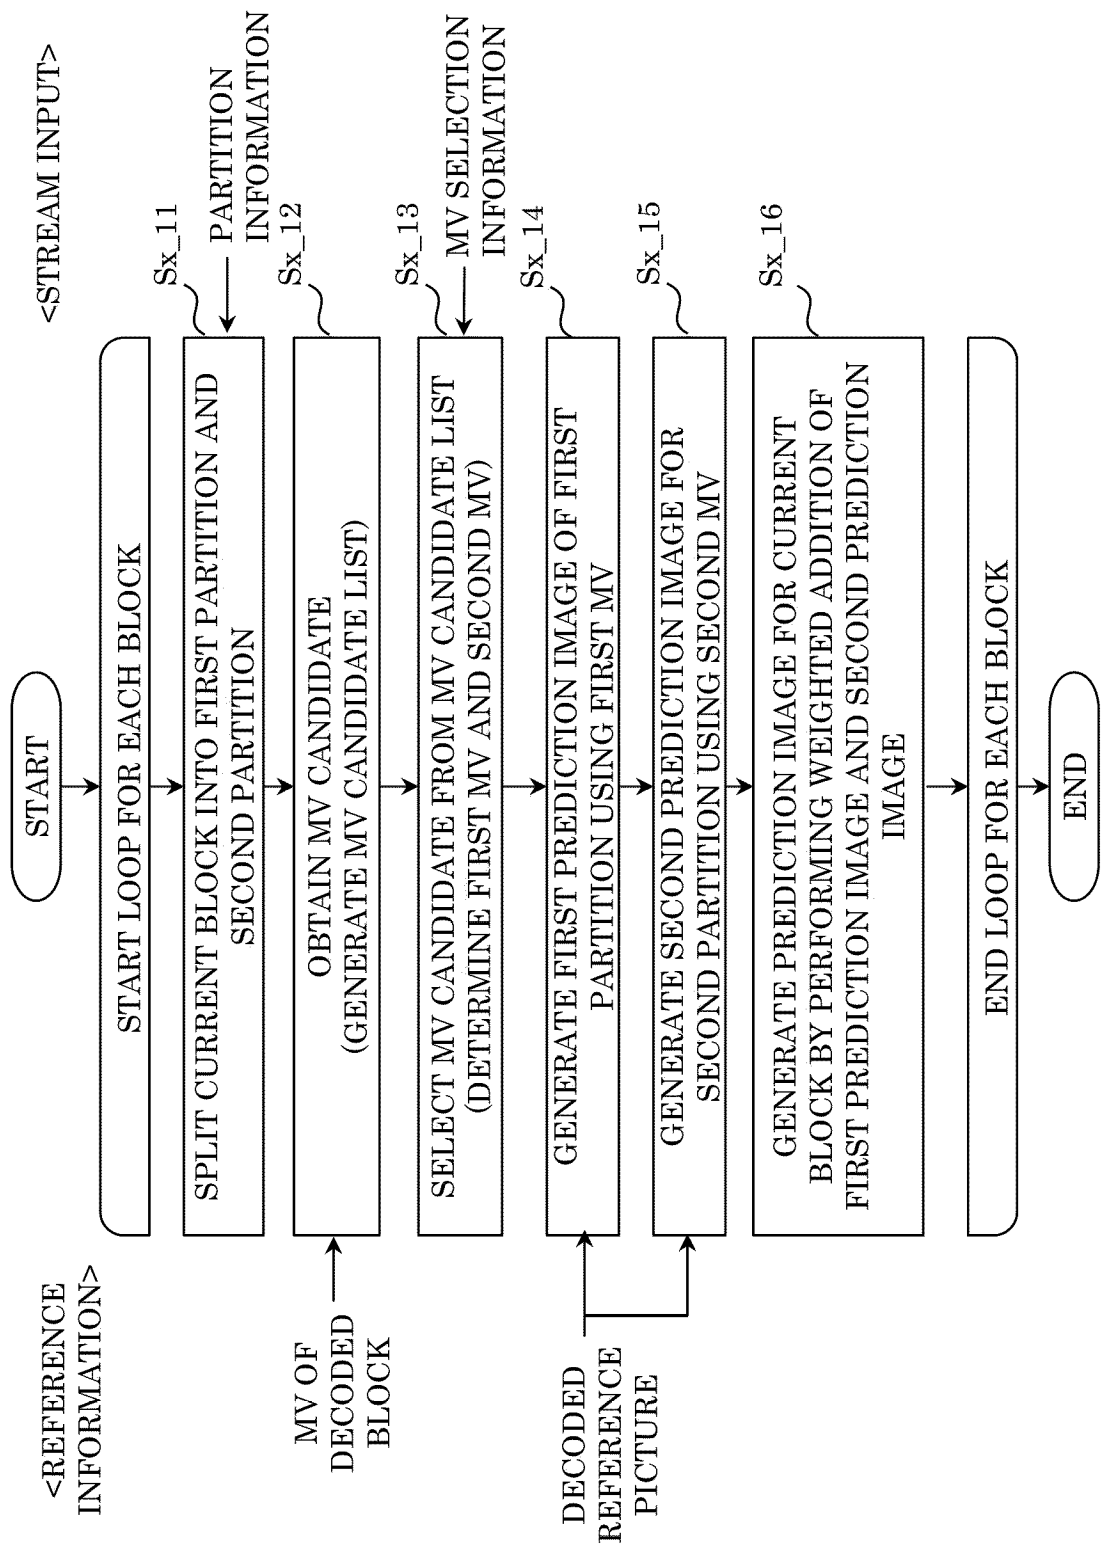 <REFERENCE
INFORMATION>
<STREAM INPUT>
START
START LOOP FOR EACH BLOCK
SPLIT CURRENT BLOCK INTO FIRST PARTITION AND
SECOND PARTITION
Sx_11
PARTITION
INFORMATION
MV OF
DECODED
BLOCK
OBTAIN MV CANDIDATE
(GENERATE MV CANDIDATE LIST)
Sx_12
SELECT MV CANDIDATE FROM MV CANDIDATE LIST
(DETERMINE FIRST MV AND SECOND MV)
Sx_13
MV SELECTION
INFORMATION
DECODED
REFERENCE
PICTURE
GENERATE FIRST PREDICTION IMAGE OF FIRST
PARTITION USING FIRST MV
Sx_14
GENERATE SECOND PREDICTION IMAGE FOR
SECOND PARTITION USING SECOND MV
Sx_15
GENERATE PREDICTION IMAGE FOR CURRENT
BLOCK BY PERFORMING WEIGHTED ADDITION OF
FIRST PREDICTION IMAGE AND SECOND PREDICTION
IMAGE
Sx_16
END LOOP FOR EACH BLOCK
END